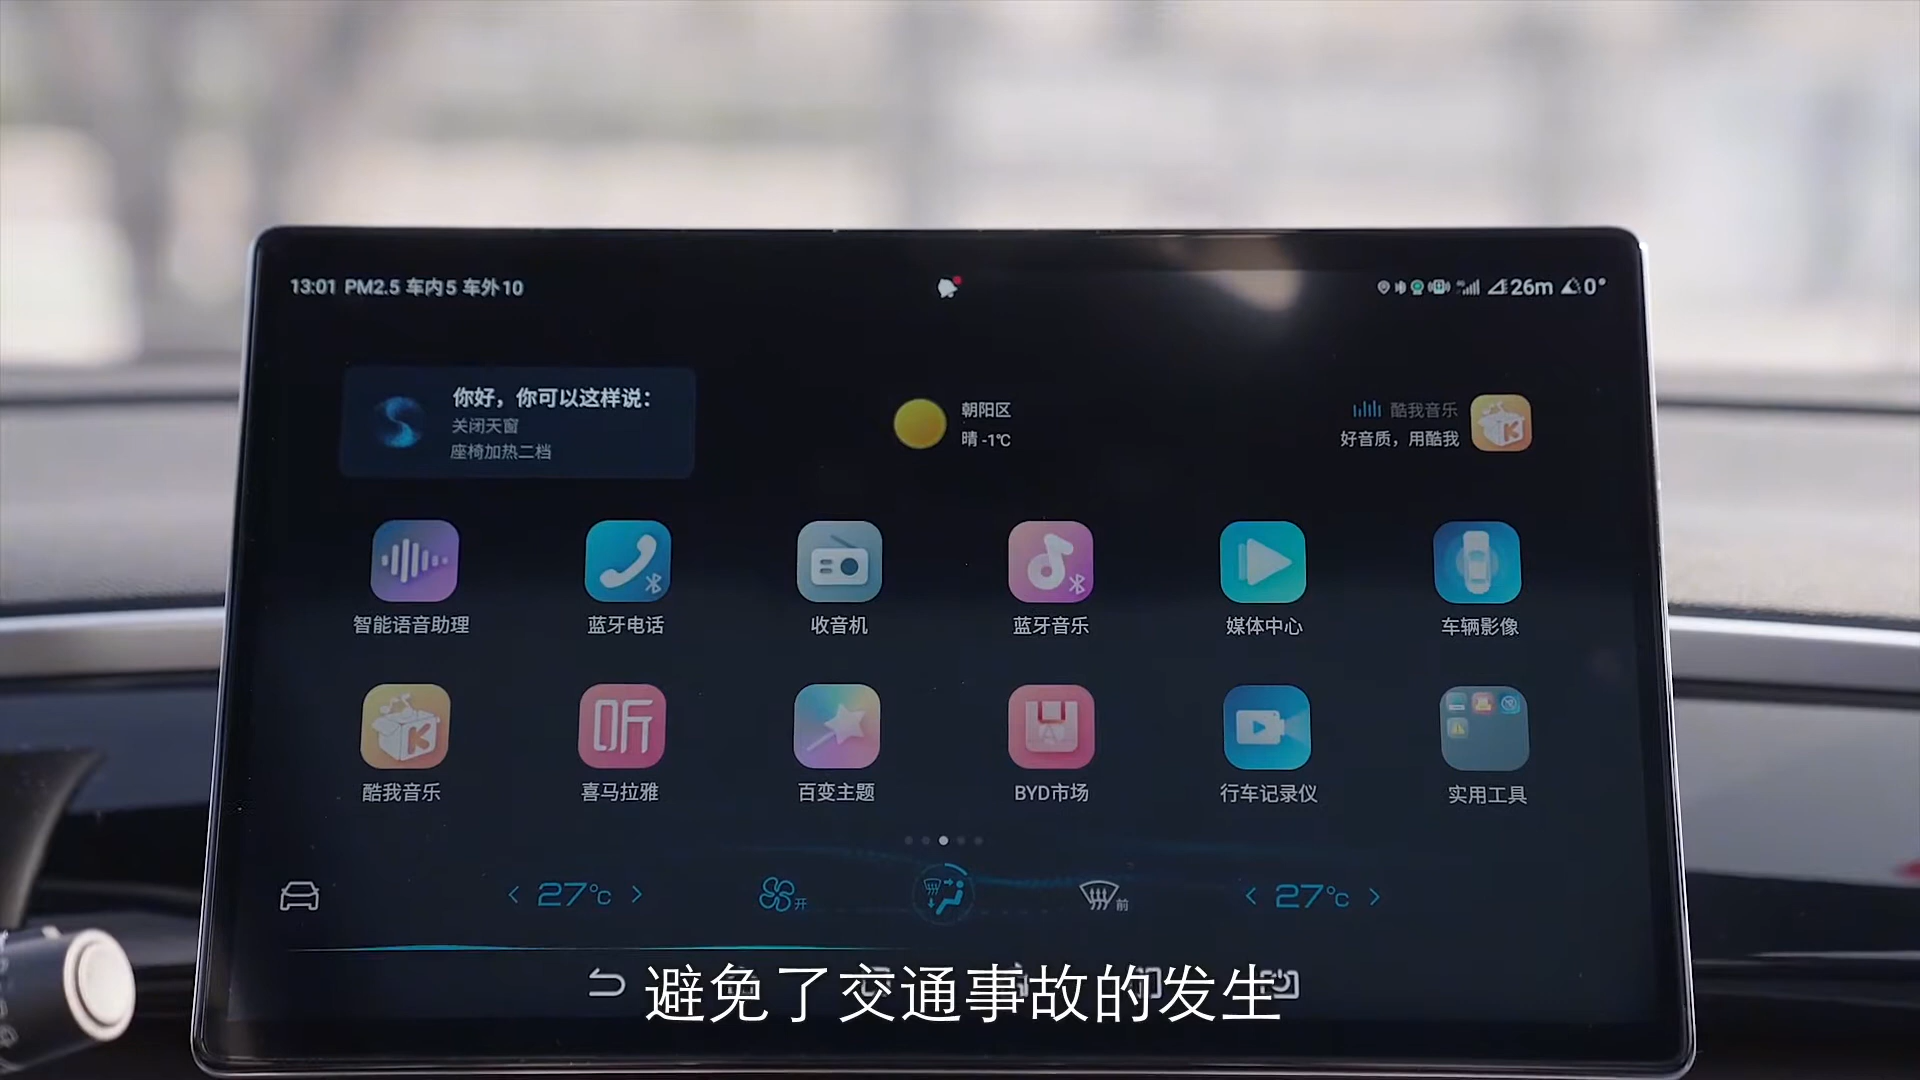 13:01 PM2.5 车内5 车外10
26m 0°
你好，你可以这样说：
关闭天窗
座椅加热二档
朝阳区
晴 -1℃
酷我音乐
好音质，用酷我
智能语音助理
蓝牙电话
收音机
蓝牙音乐
媒体中心
车辆影像
听
酷我音乐
喜马拉雅
百变主题
BYD市场
行车记录仪
实用工具
27℃
开
前
27℃
避免了交通事故的发生